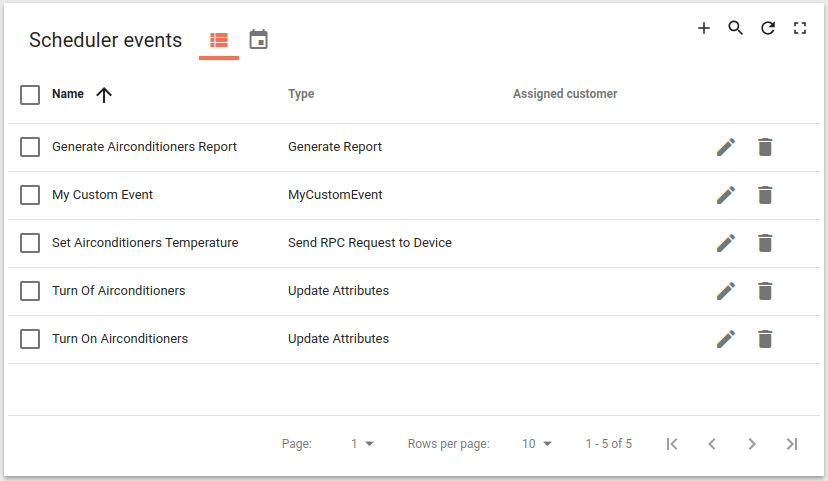 Scheduler events
Name Type Assigned customer
Generate Airconditioners Report Generate Report
My Custom Event MyCustomEvent
Set Airconditioners Temperature Send RPC Request to Device
Turn Of Airconditioners Update Attributes
Turn On Airconditioners Update Attributes
Page: 1 Rows per page: 10 1 - 5 of 5